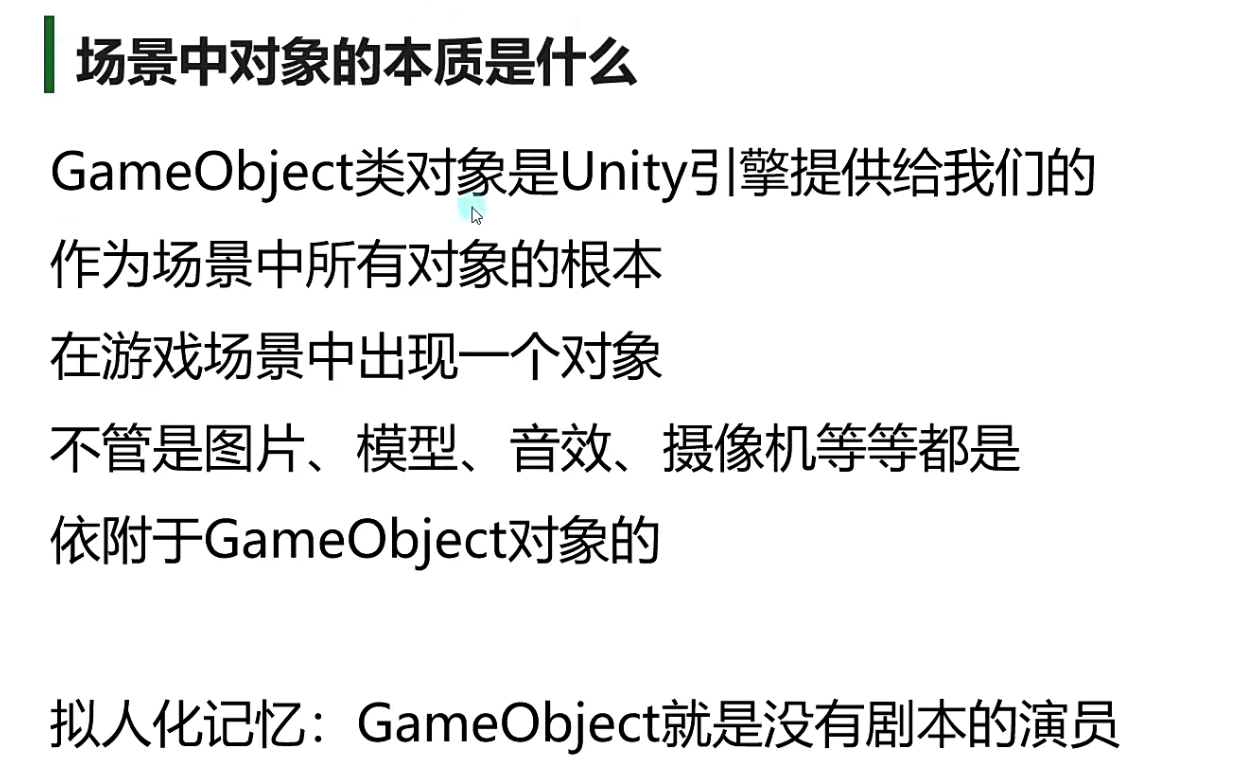 场景中对象的本质是什么
GameObject类对象是Unity引擎提供给我们的
作为场景中所有对象的根本
在游戏场景中出现一个对象
不管是图片、模型、音效、摄像机等等都是
依附于GameObject对象的
拟人化记忆：GameObject就是没有剧本的演员